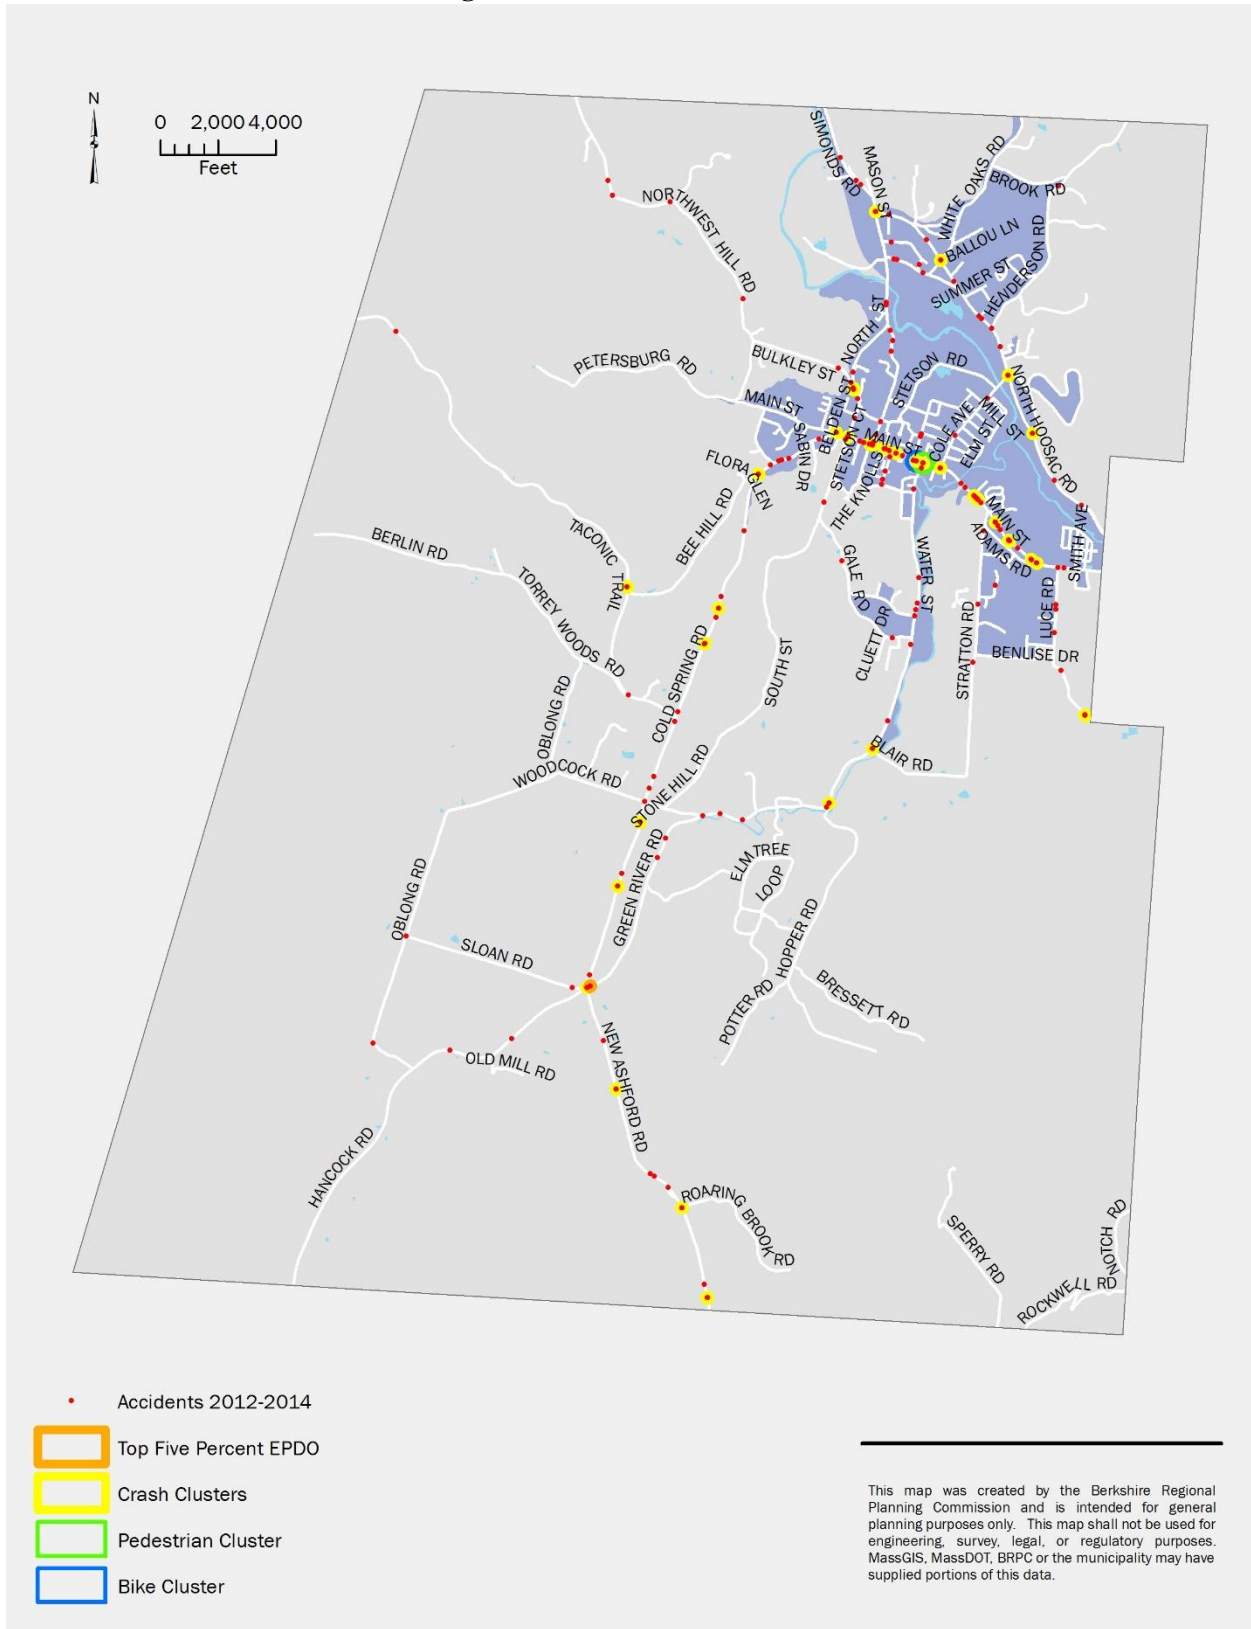 N
0 2,000 4,000
Feet
SIMONDS RD
MASON ST
WHITE OAKS RD
BROOK RD
NORTHWEST HILL RD
BALLOU LN
HENDERSON RD
SUMMER ST
NORTH ST
BULKLEY ST
PETERSBURG RD
STETSON RD
MAIN ST
BELDEN ST
STETSON CT
MAIN ST
COLE AVE
MILL ST
ELM ST
NORTH HOOSAC RD
SABIN DR
FLORA GLEN
THE KNOLLS
BEE HILL RD
MAIN ST
ADAMS RD
SMITH AVE
BERLIN RD
TACONIC TRAIL
TORREY WOODS RD
GALE RD
WATER ST
CLUETT DR
STRATTON RD
LUCE RD
BENLISE DR
COLD SPRING RD
SOUTH ST
OBLONG RD
BLAIR RD
WOODCOCK RD
STONE HILL RD
GREEN RIVER RD
ELM TREE
LOOP
OBLONG RD
SLOAN RD
HOPPER RD
POTTER RD
BRESSETT RD
OLD MILL RD
NEW ASHFORD RD
HANCOCK RD
ROARING BROOK RD
SPERRY RD
NOTCH RD
ROCKWELL RD
Accidents 2012-2014
Top Five Percent EPDO
Crash Clusters
Pedestrian Cluster
Bike Cluster
This map was created by the Berkshire Regional
Planning Commission and is intended for general
planning purposes only. This map shall not be used for
engineering, survey, legal, or regulatory purposes.
MassGIS, MassDOT, BRPC or the municipality may have
supplied portions of this data.